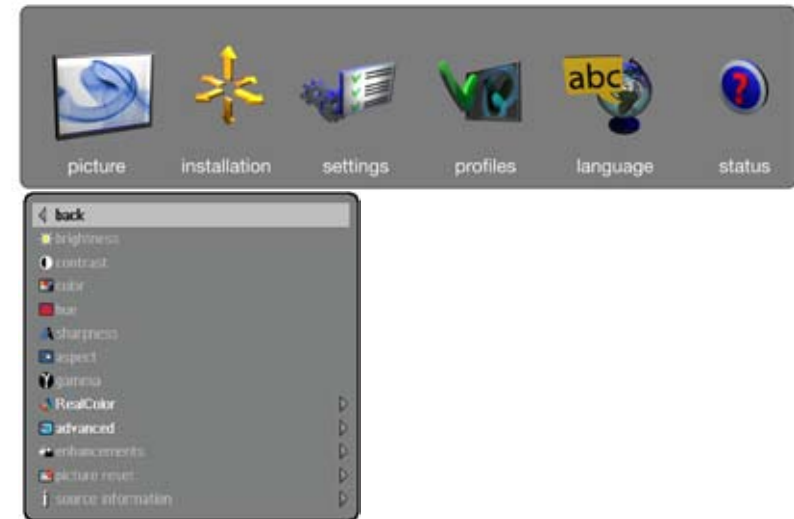 abc
picture installation settings profiles language status
back
brightness
contrast
color
hue
sharpness
aspect
gamma
RealColor
advanced
enhancements
picture reset
source information